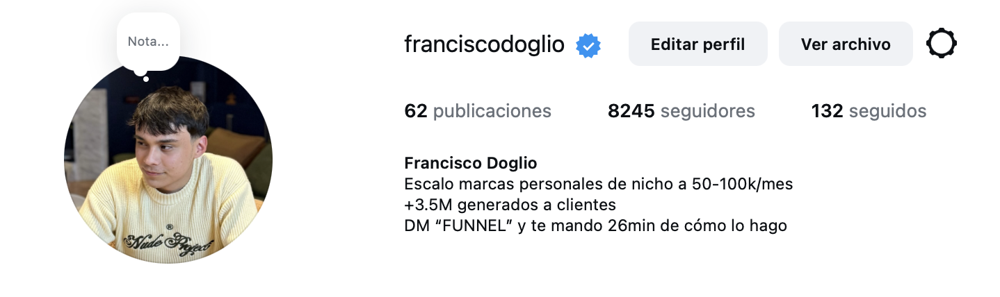 Nota...
franciscodoglio
Editar perfil
Ver archivo
62 publicaciones
8245 seguidores
132 seguidos
Francisco Doglio
Escalo marcas personales de nicho a 50-100k/mes
+3.5M generados a clientes
DM “FUNNEL” y te mando 26min de cómo lo hago
®
Nude Project